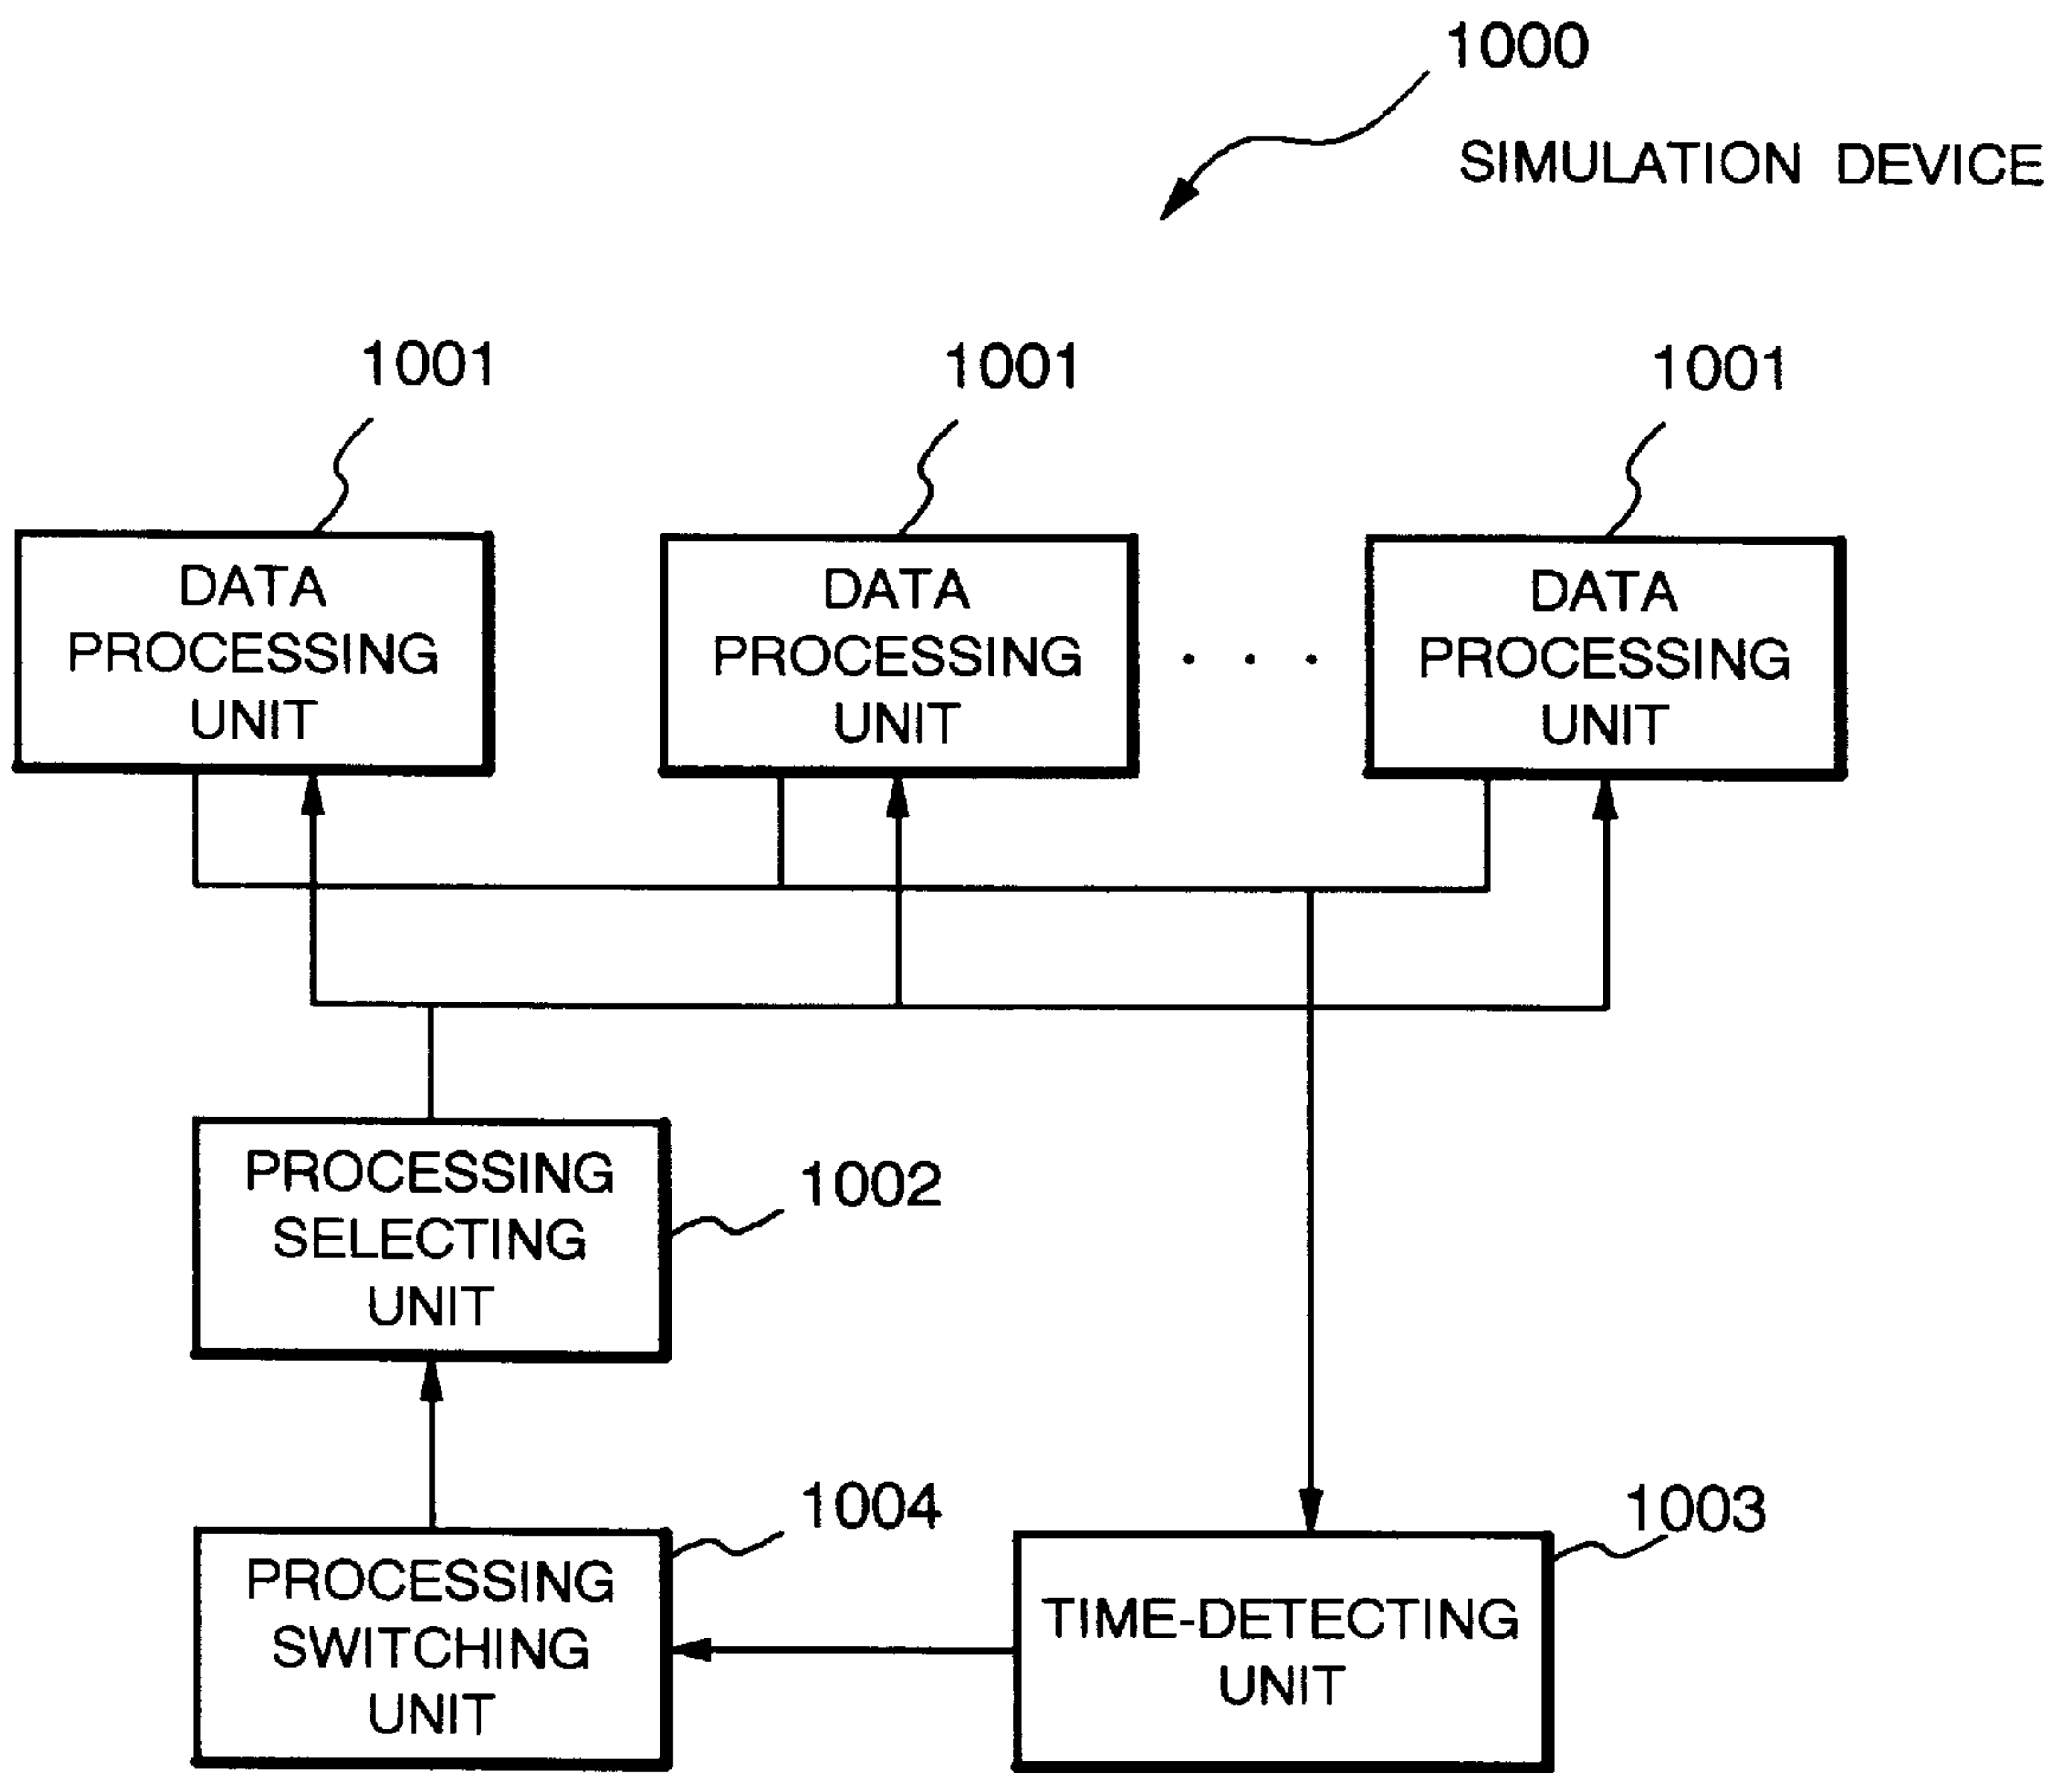 1000
SIMULATION DEVICE
1001
1001
1001
DATA
PROCESSING
UNIT
DATA
PROCESSING
UNIT
. . .
DATA
PROCESSING
UNIT
PROCESSING
SELECTING
UNIT
1002
PROCESSING
SWITCHING
UNIT
1004
TIME-DETECTING
UNIT
1003